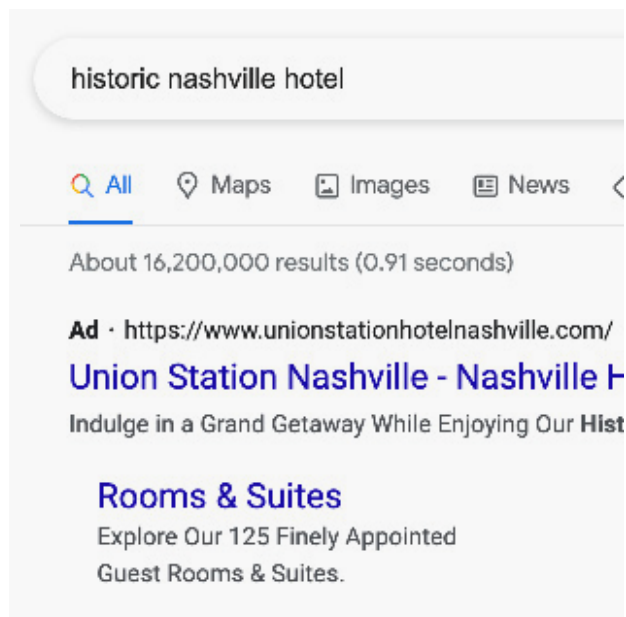 historic nashville hotel
All Maps Images News
About 16,200,000 results (0.91 seconds)
Ad · https://www.unionstationhotelnashville.com/
Union Station Nashville - Nashville H
Indulge in a Grand Getaway While Enjoying Our Hist
Rooms & Suites
Explore Our 125 Finely Appointed
Guest Rooms & Suites.